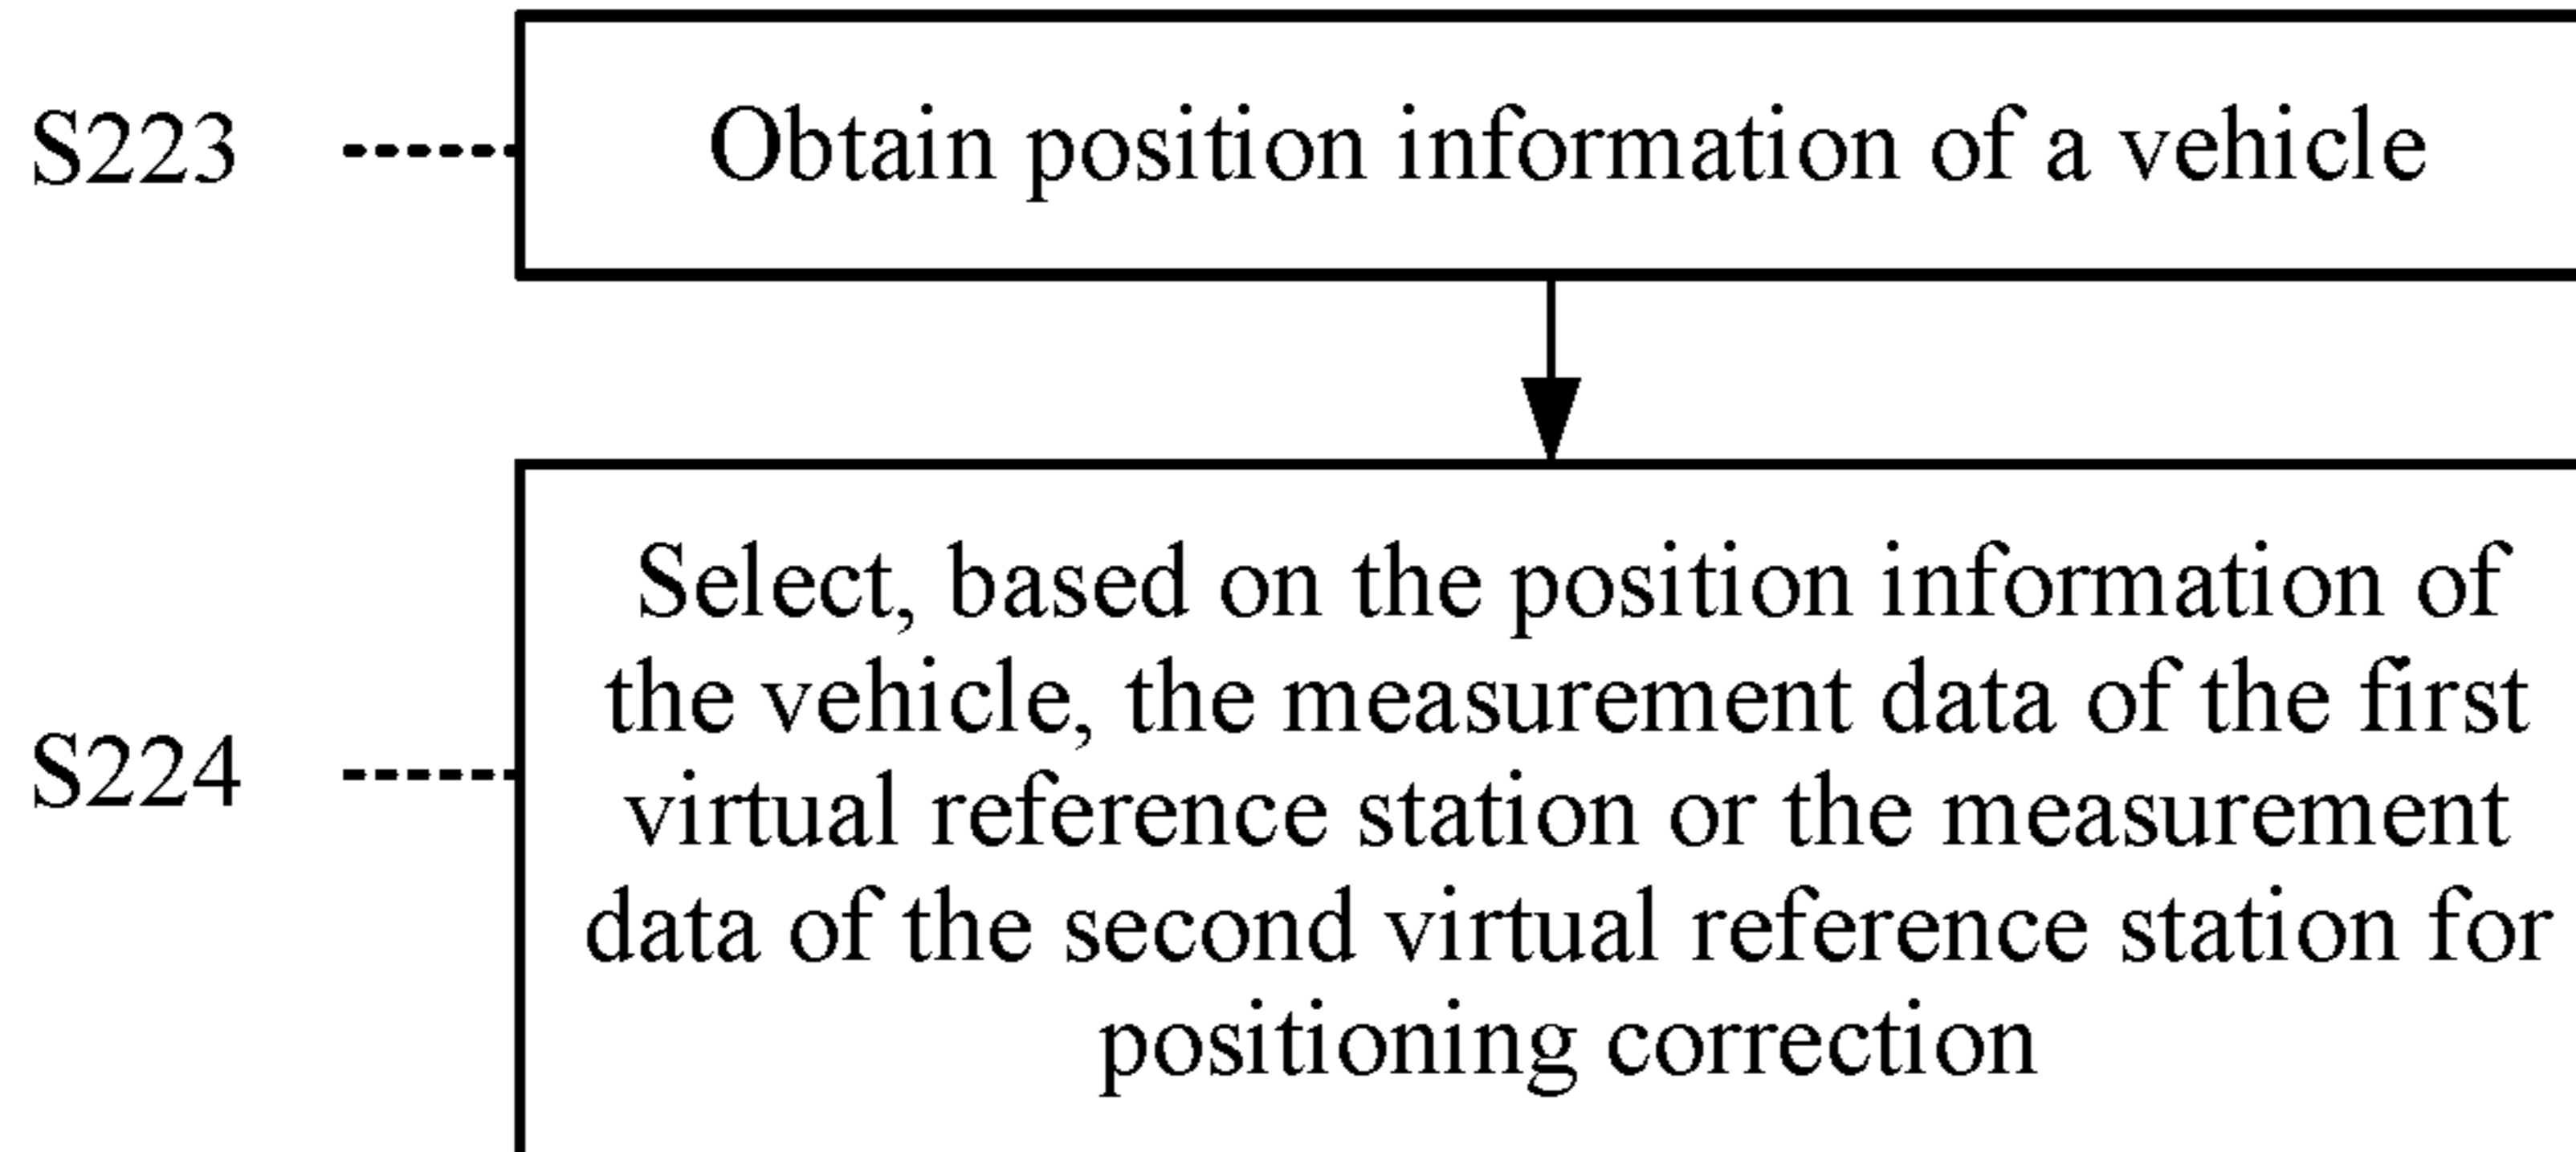 S223
Obtain position information of a vehicle
Select, based on the position information of
the vehicle, the measurement data of the first
S224
virtual reference station or the measurement
data of the second virtual reference station for
positioning correction